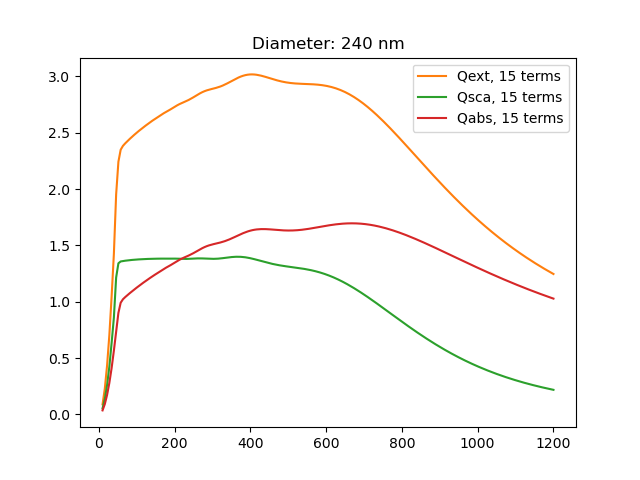 Diameter: 240 nm
Qext, 15 terms
Qsca, 15 terms
Qabs, 15 terms
3.0
2.5
2.0
1.5
1.0
0.5
0.0
0 200 400 600 800 1000 1200